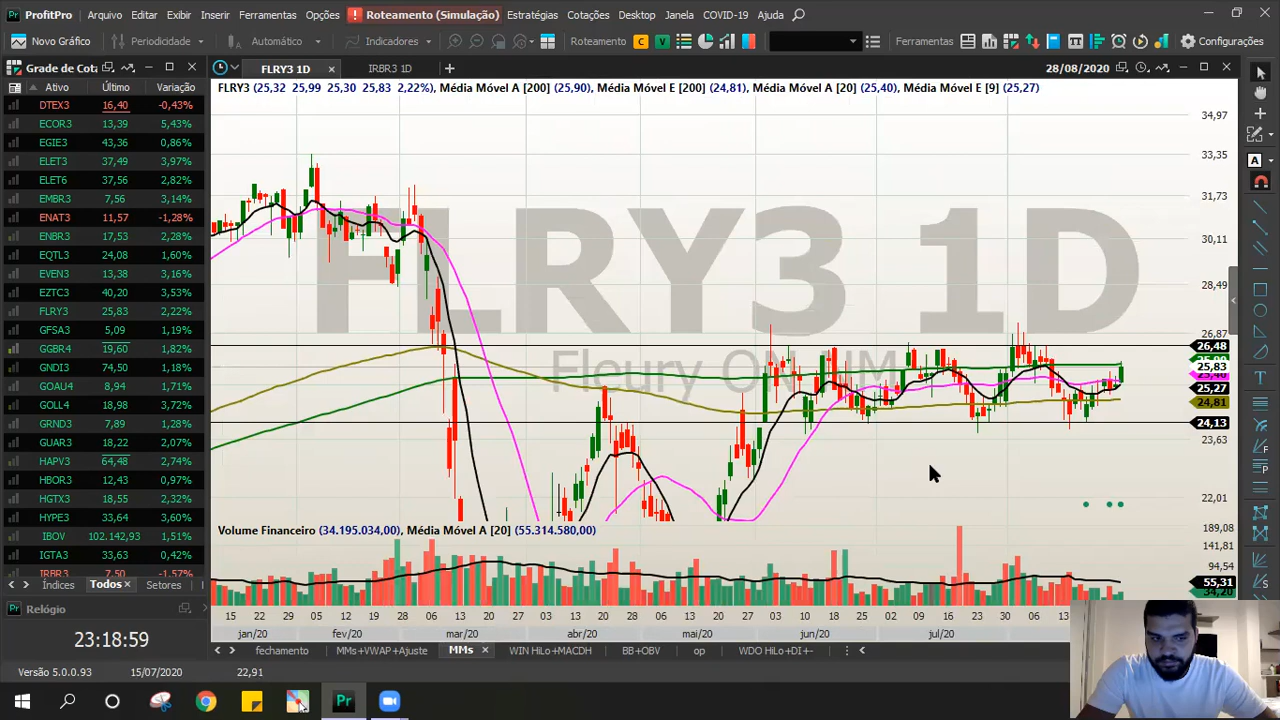 ProfitPro Arquivo Editar Exibir Inserir Ferramentas Opções ! Roteamento (Simulação) Estratégias Cotações Desktop Janela COVID-19 Ajuda
Novo Gráfico Periodicidade Automático Indicadores Roteamento C V Ferramentas Configurações
Grade de Cota
FLRY3 1D IRBR3 1D 28/08/2020
Ativo Último Variação
FLRY3 (25,32 25,99 25,30 25,83 2,22%), Média Móvel A [200] (25,90), Média Móvel E [200] (24,81), Média Móvel A [20] (25,40), Média Móvel E [9] (25,27)
DTEX3 16,40 -0,43%
ECOR3 13,39 5,43%
EGIE3 43,36 0,86%
ELET3 37,49 3,97%
ELET6 37,56 2,82%
EMBR3 7,56 3,14%
ENAT3 11,57 -1,28%
ENBR3 17,53 2,28%
EQTL3 24,08 1,60%
EVEN3 13,38 3,16%
EZTC3 40,20 3,53%
FLRY3 25,83 2,22%
GFSA3 5,09 1,19%
GGBR4 19,60 1,82%
GNDI3 74,50 1,18%
GOAU4 8,94 1,71%
GOLL4 18,98 3,72%
GRND3 7,89 1,28%
GUAR3 18,22 2,07%
HAPV3 64,48 2,74%
HBOR3 12,43 0,97%
HGTX3 18,55 2,32%
HYPE3 33,64 3,60%
IBOV 102.142,93 1,51%
IGTA3 33,63 0,42%
IRBR3 7,50 -1,57%
Índices Todos Setores
FLRY3 1D
Fleury ON NM
34,97
33,35
31,73
30,11
28,49
26,87
26,48
25,83
25,27
24,81
24,13
23,63
22,01
Volume Financeiro (34.195.034,00), Média Móvel A [20] (55.314.580,00)
189,08
141,81
94,54
55,31
34,20
15 22 29 05 12 19 04 06 13 20 27 03 13 20 28 06 13 20 27 03 10 18 25 02 09 16 23 30 06 13
jan/20 fev/20 mar/20 abr/20 mai/20 jun/20 jul/20
fechamento MMs+VWAP+Ajuste MMs WIN HiLo+MACDH BB+OBV op WDO HiLo+DI+-
Relógio
23:18:59
Versão 5.0.0.93 15/07/2020 22,91